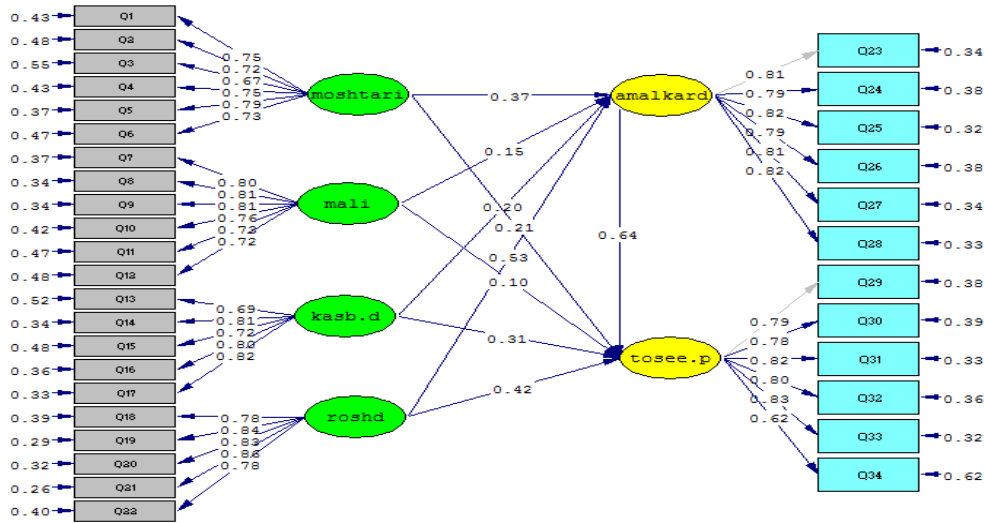 0.43 Q1
0.48 Q2
0.55 Q3
0.43 Q4
0.37 Q5
0.47 Q6
0.37 Q7
0.34 Q8
0.34 Q9
0.42 Q10
0.47 Q11
0.48 Q12
0.52 Q13
0.34 Q14
0.48 Q15
0.36 Q16
0.33 Q17
0.39 Q18
0.29 Q19
0.32 Q20
0.26 Q21
0.40 Q22
0.75
0.72
0.67
0.75
0.79
0.73
0.80
0.81
0.81
0.76
0.73
0.72
0.69
0.81
0.72
0.80
0.82
0.78
0.84
0.83
0.86
0.78
moshtari
mali
kasb.d
roshd
0.37
0.15
0.20
0.21
0.53
0.10
0.31
0.42
0.64
amalkard
tosee.p
0.81
0.79
0.82
0.79
0.81
0.82
0.79
0.78
0.82
0.80
0.83
0.62
Q23 0.34
Q24 0.38
Q25 0.32
Q26 0.38
Q27 0.34
Q28 0.33
Q29 0.38
Q30 0.39
Q31 0.33
Q32 0.36
Q33 0.32
Q34 0.62